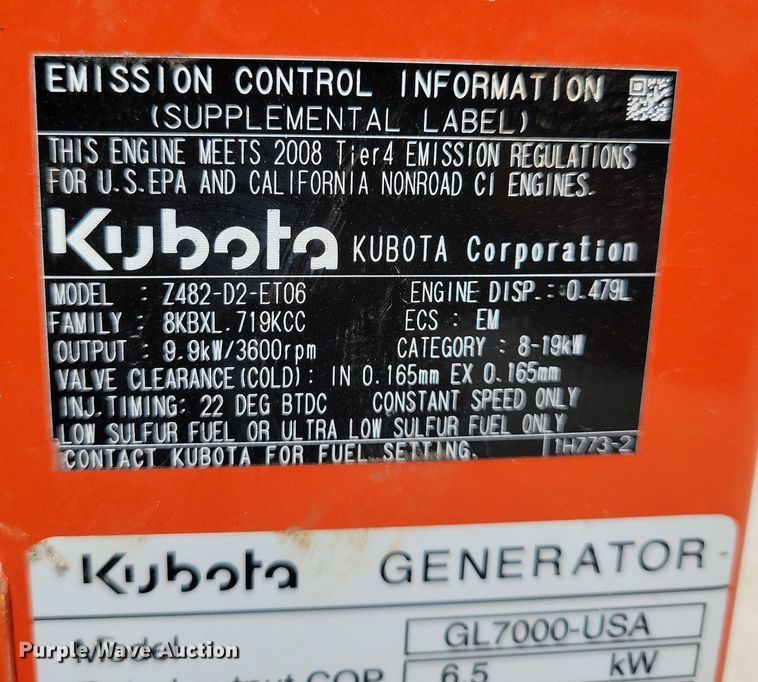 EMISSION CONTROL INFORMATION
(SUPPLEMENTAL LABEL)
THIS ENGINE MEETS 2008 Tier4 EMISSION REGULATIONS
FOR U.S.EPA AND CALIFORNIA NONROAD CI ENGINES.
Kubota KUBOTA Corporation
MODEL : Z482-D2-ET06 ENGINE DISP.: 0.479L
FAMILY : 8KBXL.719KCC ECS : EM
OUTPUT : 9.9kW/3600rpm CATEGORY : 8-19kW
VALVE CLEARANCE(COLD): IN 0.165mm EX 0.165mm
INJ.TIMING: 22 DEG BTDC CONSTANT SPEED ONLY
LOW SULFUR FUEL OR ULTRA LOW SULFUR FUEL ONLY
CONTACT KUBOTA FOR FUEL SETTING. 1H773-2
Kubota GENERATOR
Model GL7000-USA
output COP 6.5 kW
Purple Wave Auction